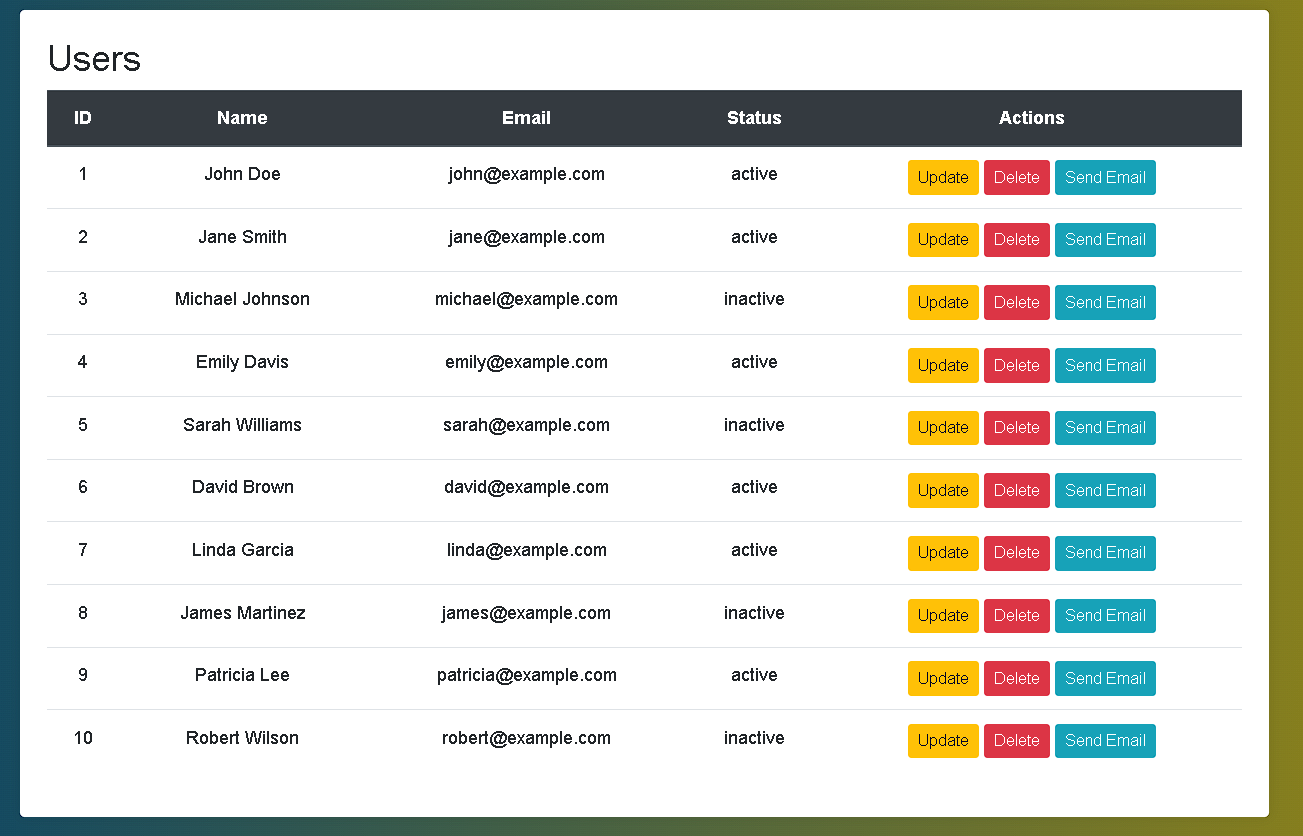 Users
ID Name Email Status Actions
1 John Doe john@example.com active Update Delete Send Email
2 Jane Smith jane@example.com active Update Delete Send Email
3 Michael Johnson michael@example.com inactive Update Delete Send Email
4 Emily Davis emily@example.com active Update Delete Send Email
5 Sarah Williams sarah@example.com inactive Update Delete Send Email
6 David Brown david@example.com active Update Delete Send Email
7 Linda Garcia linda@example.com active Update Delete Send Email
8 James Martinez james@example.com inactive Update Delete Send Email
9 Patricia Lee patricia@example.com active Update Delete Send Email
10 Robert Wilson robert@example.com inactive Update Delete Send Email